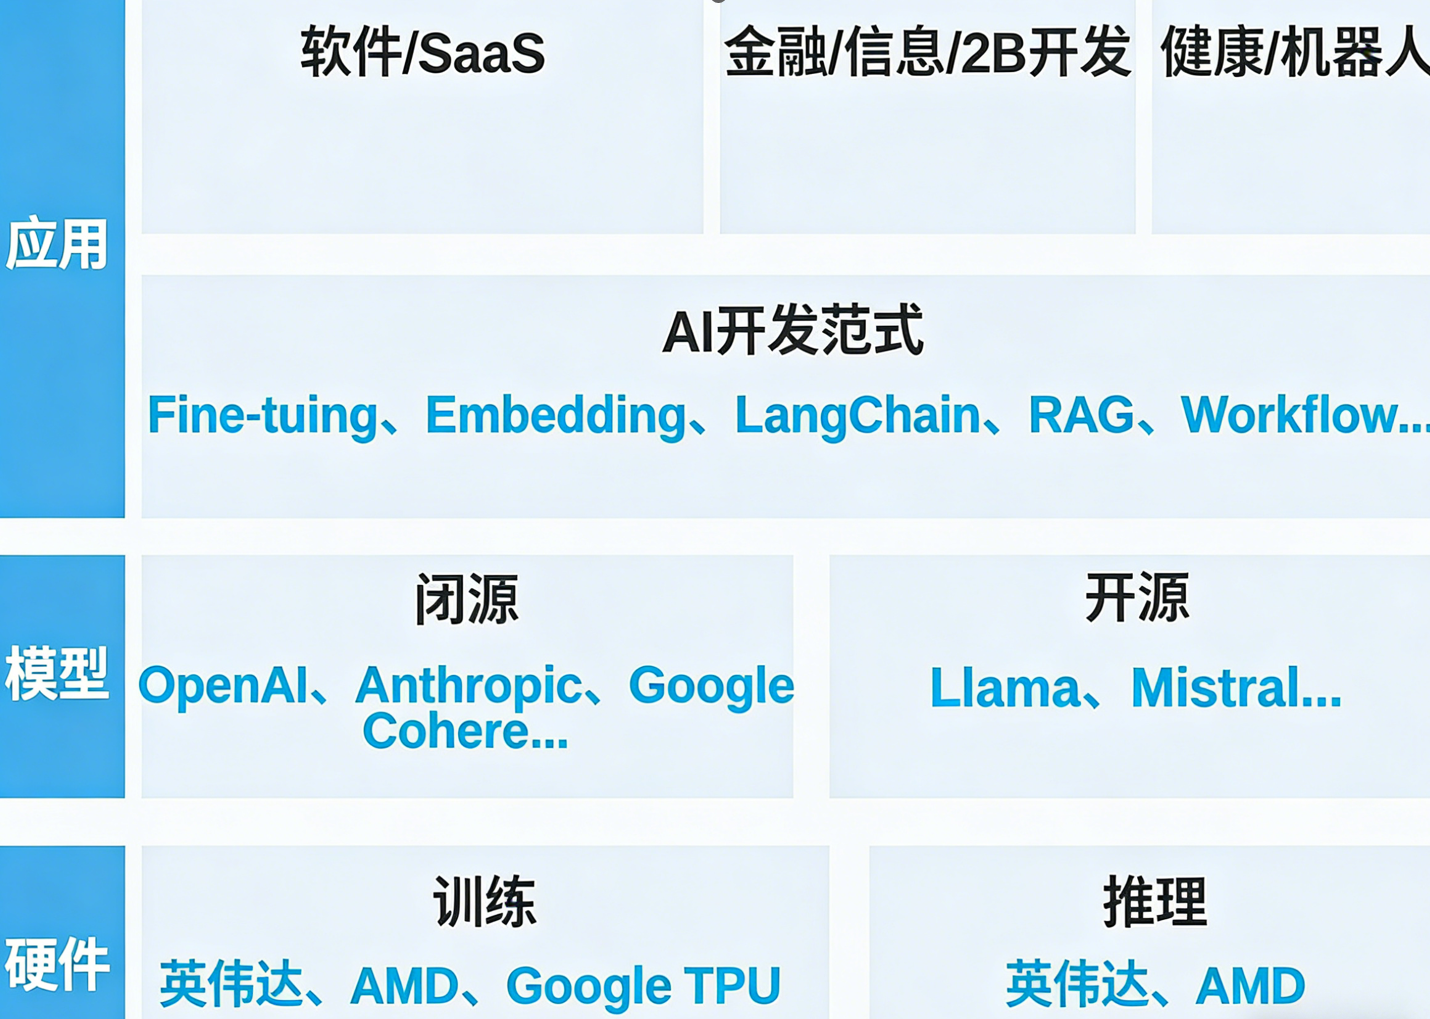 软件/SaaS
金融/信息/2B开发
健康/机器人
应用
AI开发范式
Fine-tuing、Embedding、LangChain、RAG、Workflow...
闭源
开源
模型
OpenAI、Anthropic、Google
Cohere...
Llama、Mistral...
训练
推理
硬件
英伟达、AMD、Google TPU
英伟达、AMD